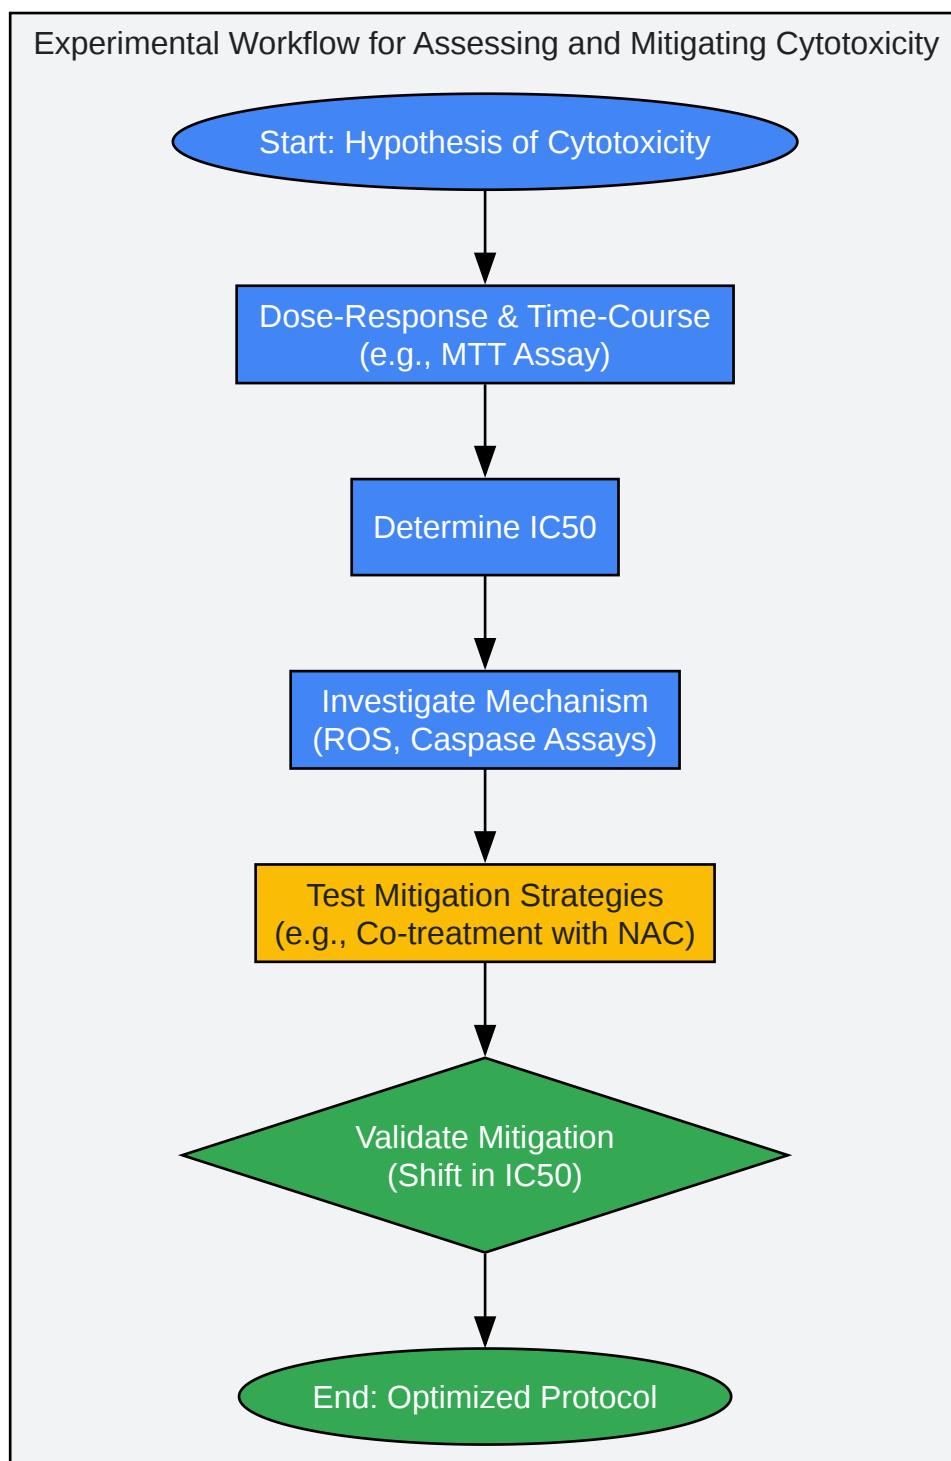 Experimental Workflow for Assessing and Mitigating Cytotoxicity
Start: Hypothesis of Cytotoxicity
Dose-Response & Time-Course
(e.g., MTT Assay)
Determine IC50
Investigate Mechanism
(ROS, Caspase Assays)
Test Mitigation Strategies
(e.g., Co-treatment with NAC)
Validate Mitigation
(Shift in IC50)
End: Optimized Protocol